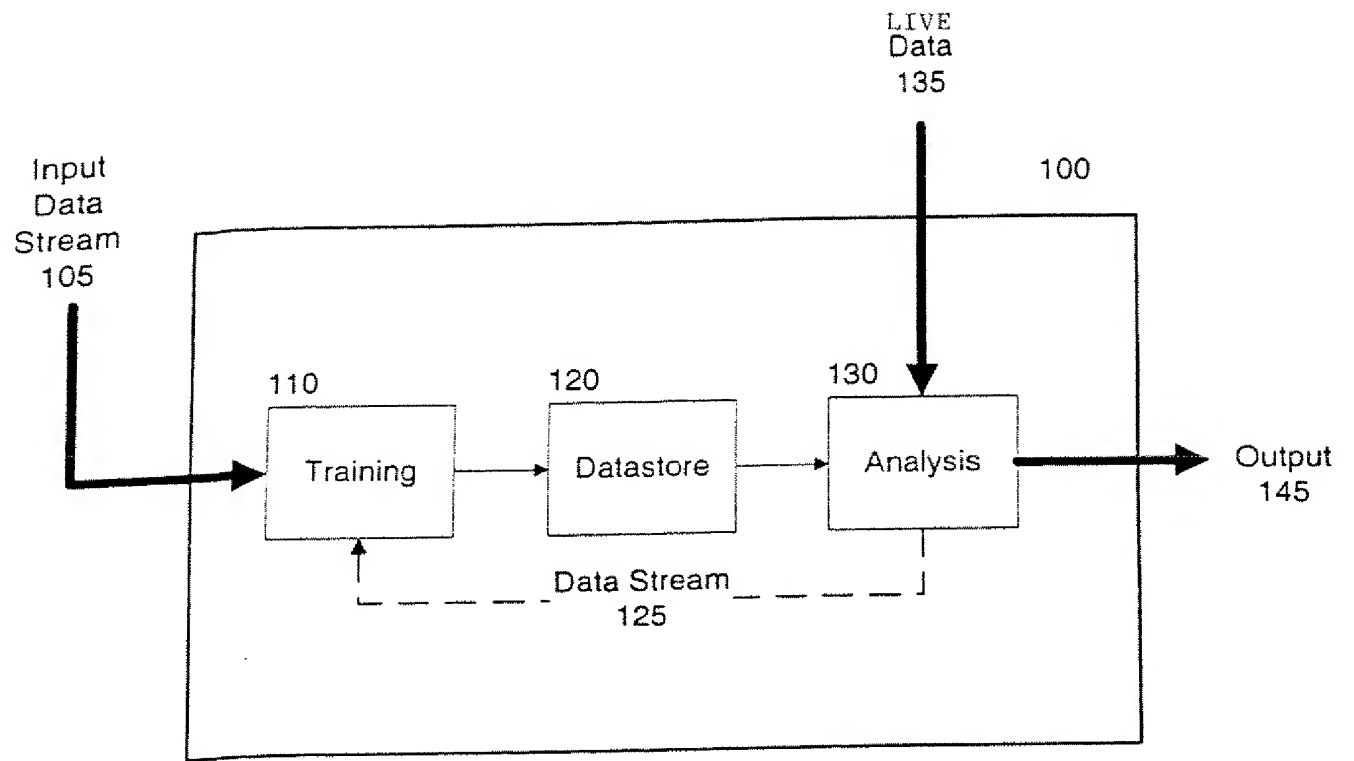 LIVE
Data
135
100
Input
Data
Stream
105
110
120
130
Training
Datastore
Analysis
Output
145
Data Stream
125